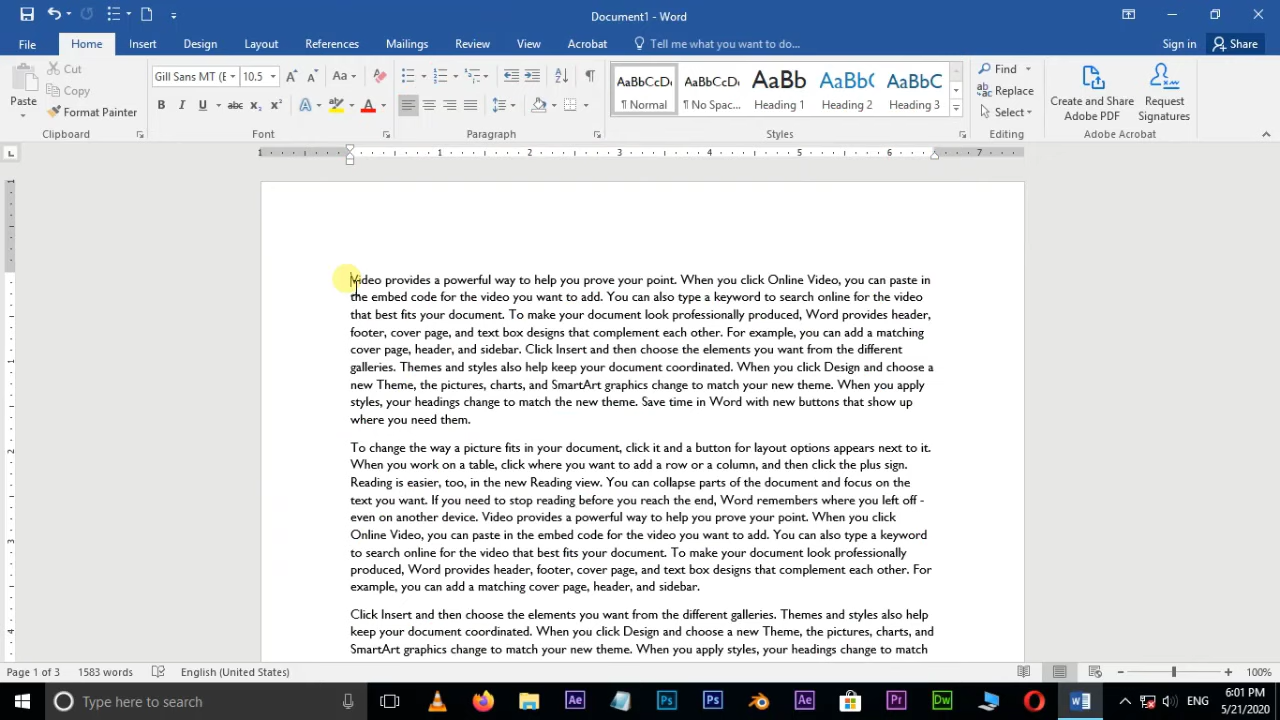 Document1 - Word
File Home Insert Design Layout References Mailings Review View Acrobat Tell me what you want to do... Sign in Share
Paste
Cut
Copy
Format Painter
Clipboard
Gill Sans MT (E 10.5
Font
Paragraph
AaBbCcDc AaBbCcDc AaBb AaBbC AaBbC
¶ Normal ¶ No Spac... Heading 1 Heading 2 Heading 3
Styles
Find
Replace
Select
Editing
Create and Share
Adobe PDF
Request
Signatures
Adobe Acrobat
1 1 2 3 4 5 6 7
Video provides a powerful way to help you prove your point. When you click Online Video, you can paste in
the embed code for the video you want to add. You can also type a keyword to search online for the video
that best fits your document. To make your document look professionally produced, Word provides header,
footer, cover page, and text box designs that complement each other. For example, you can add a matching
cover page, header, and sidebar. Click Insert and then choose the elements you want from the different
galleries. Themes and styles also help keep your document coordinated. When you click Design and choose a
new Theme, the pictures, charts, and SmartArt graphics change to match your new theme. When you apply
styles, your headings change to match the new theme. Save time in Word with new buttons that show up
where you need them.
To change the way a picture fits in your document, click it and a button for layout options appears next to it.
When you work on a table, click where you want to add a row or a column, and then click the plus sign.
Reading is easier, too, in the new Reading view. You can collapse parts of the document and focus on the
text you want. If you need to stop reading before you reach the end, Word remembers where you left off -
even on another device. Video provides a powerful way to help you prove your point. When you click
Online Video, you can paste in the embed code for the video you want to add. You can also type a keyword
to search online for the video that best fits your document. To make your document look professionally
produced, Word provides header, footer, cover page, and text box designs that complement each other. For
example, you can add a matching cover page, header, and sidebar.
Click Insert and then choose the elements you want from the different galleries. Themes and styles also help
keep your document coordinated. When you click Design and choose a new Theme, the pictures, charts, and
SmartArt graphics change to match your new theme. When you apply styles, your headings change to match
Page 1 of 3 1583 words English (United States) 100%
Type here to search
Ae Ps Ps Ae Pr Dw
ENG
6:01 PM
5/21/2020